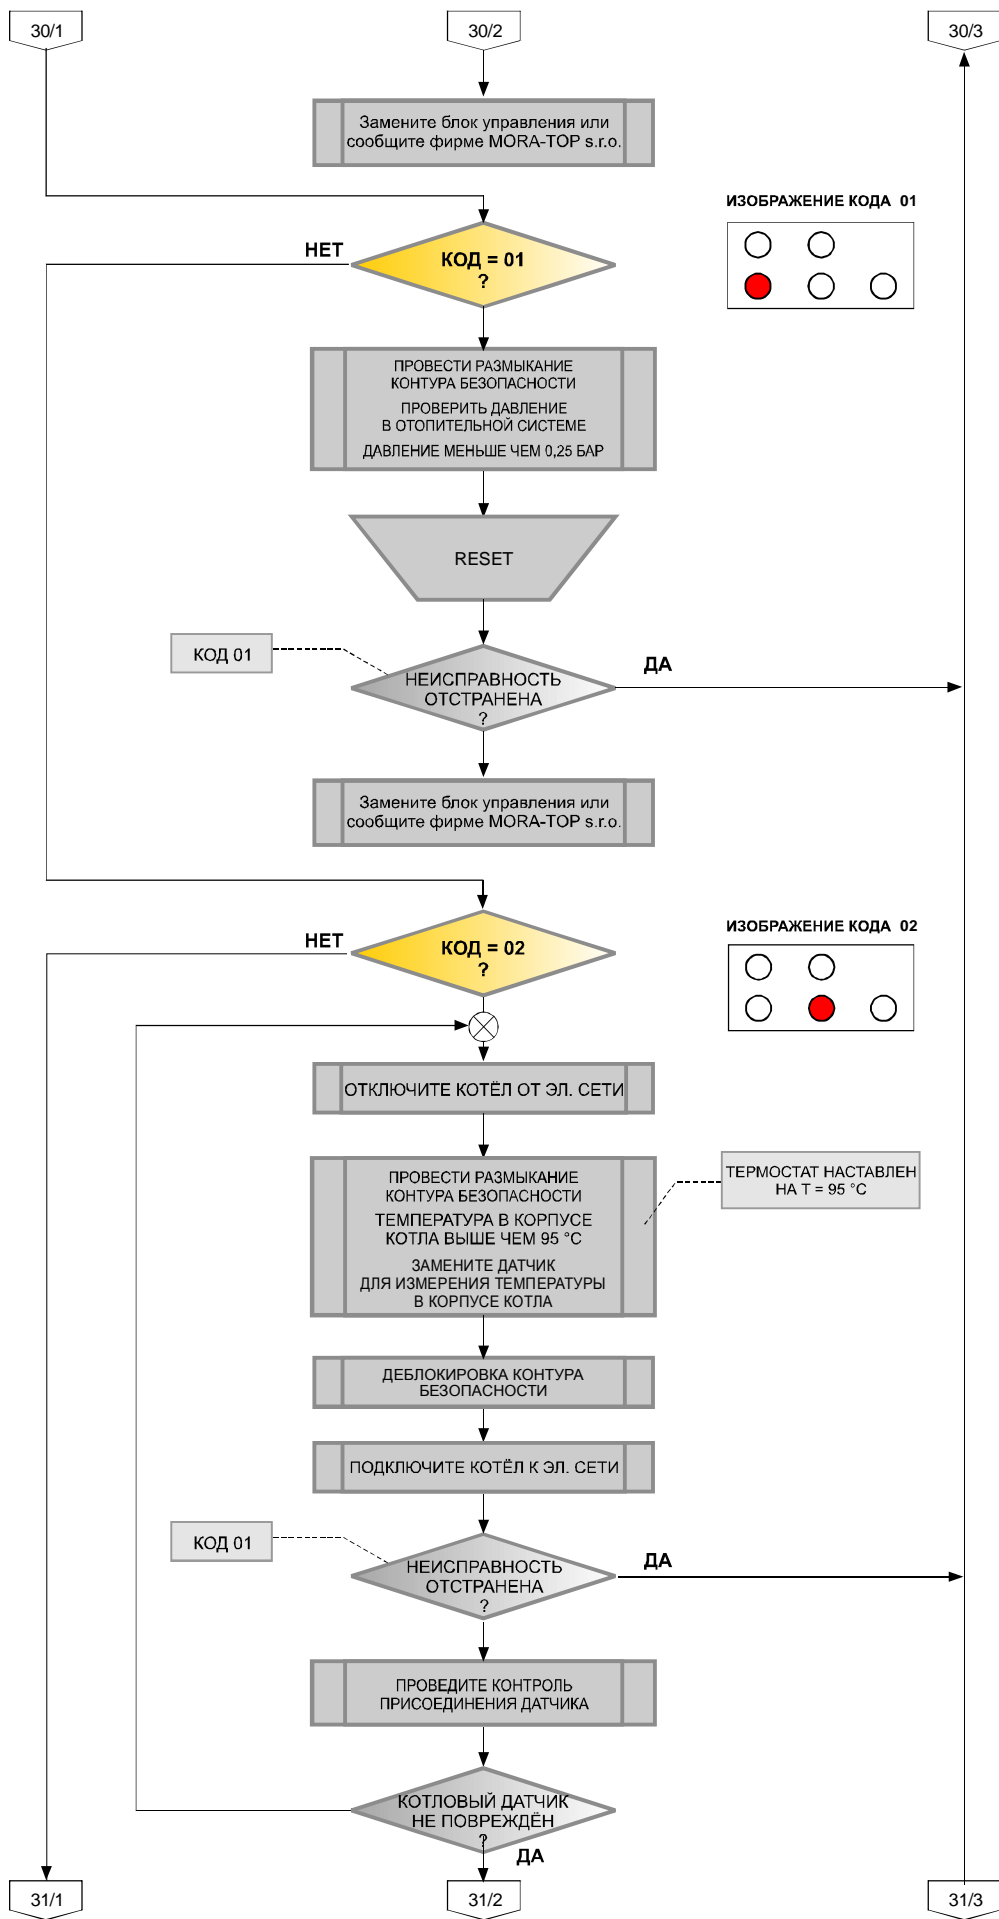 30/1
30/2
30/3
Замените блок управления или
сообщите фирме MORA-TOP s.r.o.
ИЗОБРАЖЕНИЕ КОДА 01
НЕТ
КОД = 01
?
ПРОВЕСТИ РАЗМЫКАНИЕ
КОНТУРА БЕЗОПАСНОСТИ
ПРОВЕРИТЬ ДАВЛЕНИЕ
В ОТОПИТЕЛЬНОЙ СИСТЕМЕ
ДАВЛЕНИЕ МЕНЬШЕ ЧЕМ 0,25 БАР
RESET
КОД 01
НЕИСПРАВНОСТЬ
ОТСТРАНЕНА
?
ДА
Замените блок управления или
сообщите фирме MORA-TOP s.r.o.
ИЗОБРАЖЕНИЕ КОДА 02
НЕТ
КОД = 02
?
ОТКЛЮЧИТЕ КОТЁЛ ОТ ЭЛ. СЕТИ
ПРОВЕСТИ РАЗМЫКАНИЕ
КОНТУРА БЕЗОПАСНОСТИ
ТЕМПЕРАТУРА В КОРПУСЕ
КОТЛА ВЫШЕ ЧЕМ 95 °C
ЗАМЕНИТЕ ДАТЧИК
ДЛЯ ИЗМЕРЕНИЯ ТЕМПЕРАТУРЫ
В КОРПУСЕ КОТЛА
ТЕРМОСТАТ НАСТАВЛЕН
НА T = 95 °C
ДЕБЛОКИРОВКА КОНТУРА
БЕЗОПАСНОСТИ
ПОДКЛЮЧИТЕ КОТЁЛ К ЭЛ. СЕТИ
КОД 01
НЕИСПРАВНОСТЬ
ОТСТРАНЕНА
?
ДА
ПРОВЕДИТЕ КОНТРОЛЬ
ПРИСОЕДИНЕНИЯ ДАТЧИКА
КОТЛОВЫЙ ДАТЧИК
НЕ ПОВРЕЖДЁН
?
ДА
31/1
31/2
31/3